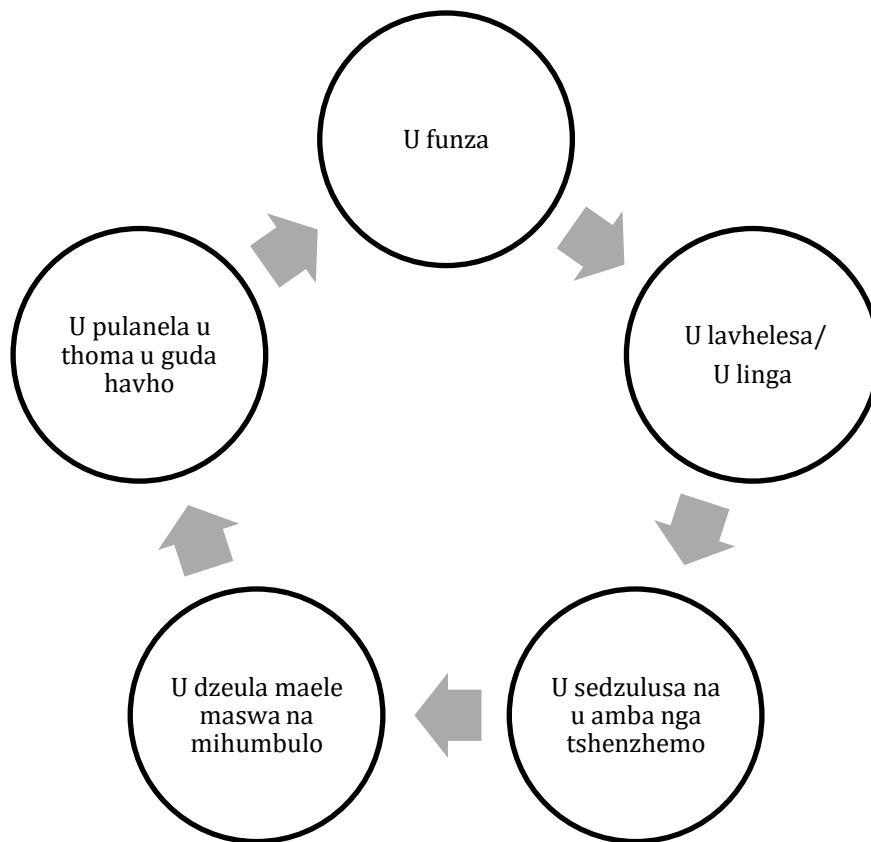 U funza
U lavhelesa/
U linga
U sedzulusa na
u amba nga
tshenzhemo
U dzeula maele
maswa na
mihumbulo
U pulanela u
thoma u guda
havho